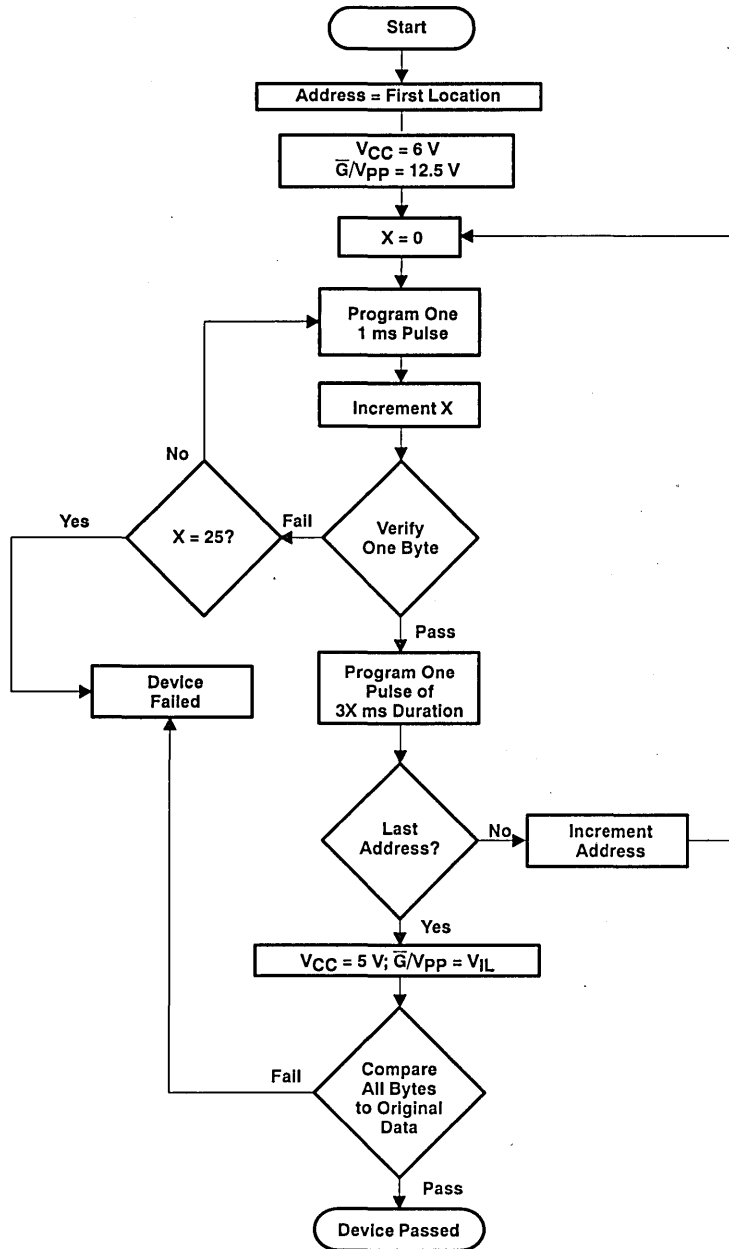 Start
Address = First Location
VCC = 6 V
G̅/VPP = 12.5 V
X = 0
Program One
1 ms Pulse
Increment X
No
Yes
X = 25?
Fail
Verify
One Byte
Pass
Device
Failed
Program One
Pulse of
3X ms Duration
Last
Address?
No
Increment
Address
Yes
VCC = 5 V; G̅/VPP = VIL
Fail
Compare
All Bytes
to Original
Data
Pass
Device Passed